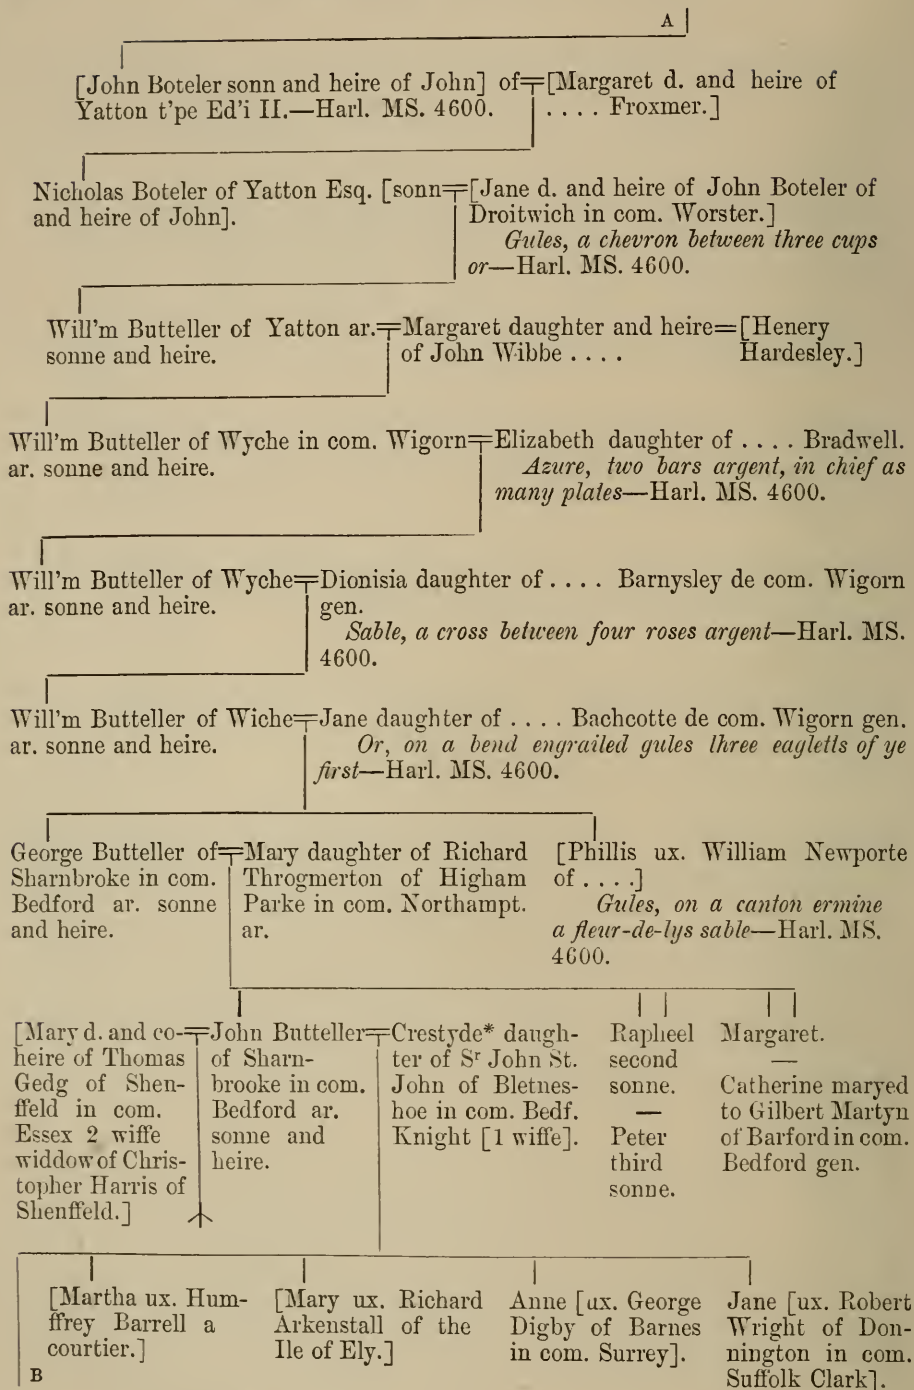 A
[John Boteler sonn and heire of John] of=[Margaret d. and heire of
Yatton t'pe Ed'i II.—Harl. MS. 4600. . . . . Froxmer.]
Nicholas Boteler of Yatton Esq. [sonn=[Jane d. and heire of John Boteler of
and heire of John]. Droitwich in com. Worster.]
Gules, a chevron between three cups
or—Harl. MS. 4600.
Will'm Butteller of Yatton ar.=Margaret daughter and heire=[Henery
sonne and heire. of John Wibbe . . . . Hardesley.]
Will'm Butteller of Wyche in com. Wigorn=Elizabeth daughter of . . . . Bradwell.
ar. sonne and heire. Azure, two bars argent, in chief as
many plates—Harl. MS. 4600.
Will'm Butteller of Wyche=Dionisia daughter of . . . . Barnysley de com. Wigorn
ar. sonne and heire. gen.
Sable, a cross between four roses argent—Harl. MS.
4600.
Will'm Butteller of Wiche=Jane daughter of . . . . Bachcotte de com. Wigorn gen.
ar. sonne and heire. Or, on a bend engrailed gules three eagletts of ye
first—Harl. MS. 4600.
George Butteller of=Mary daughter of Richard [Phillis ux. William Newporte
Sharnbroke in com. Throgmerton of Higham of . . . .]
Bedford ar. sonne Parke in com. Northampt. Gules, on a canton ermine
and heire. ar. a fleur-de-lys sable—Harl. MS.
4600.
[Mary d. and co-=John Butteller=Crestyde* daugh-
heire of Thomas of Sharn- ter of Sr John St.
Gedg of Shen- brooke in com. John of Bletnes-
ffeld in com. Bedford ar. hoe in com. Bedf.
Essex 2 wiffe sonne and Knight [1 wiffe].
widdow of Chris- heire.
topher Harris of
Shenffeld.]
Rapheel
second
sonne.
—
Peter
third
sonne.
Margaret.
—
Catherine maryed
to Gilbert Martyn
of Barford in com.
Bedford gen.
[Martha ux. Hum-
ffrey Barrell a
courtier.]
[Mary ux. Richard
Arkenstall of the
Ile of Ely.]
Anne [ux. George
Digby of Barnes
in com. Surrey].
Jane [ux. Robert
Wright of Don-
nington in com.
Suffolk Clark].
B